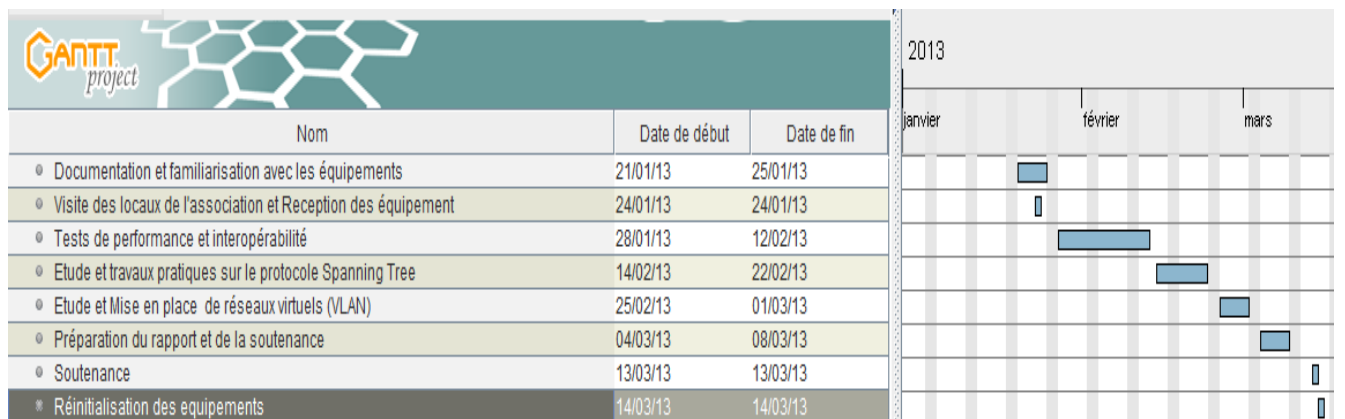 GANTT
project
2013
janvier février mars
Nom Date de début Date de fin
Documentation et familiarisation avec les équipements 21/01/13 25/01/13
Visite des locaux de l'association et Reception des équipement 24/01/13 24/01/13
Tests de performance et interopérabilité 28/01/13 12/02/13
Etude et travaux pratiques sur le protocole Spanning Tree 14/02/13 22/02/13
Etude et Mise en place de réseaux virtuels (VLAN) 25/02/13 01/03/13
Préparation du rapport et de la soutenance 04/03/13 08/03/13
Soutenance 13/03/13 13/03/13
Réinitialisation des equipements 14/03/13 14/03/13